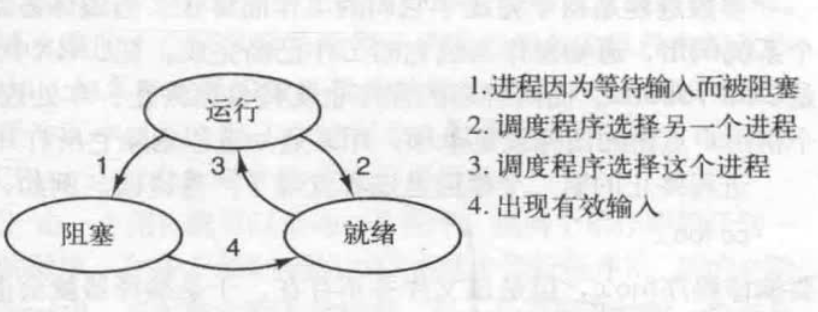 运行
1
3
2
阻塞
4
就绪
1.进程因为等待输入而被阻塞
2. 调度程序选择另一个进程
3. 调度程序选择这个进程
4. 出现有效输入